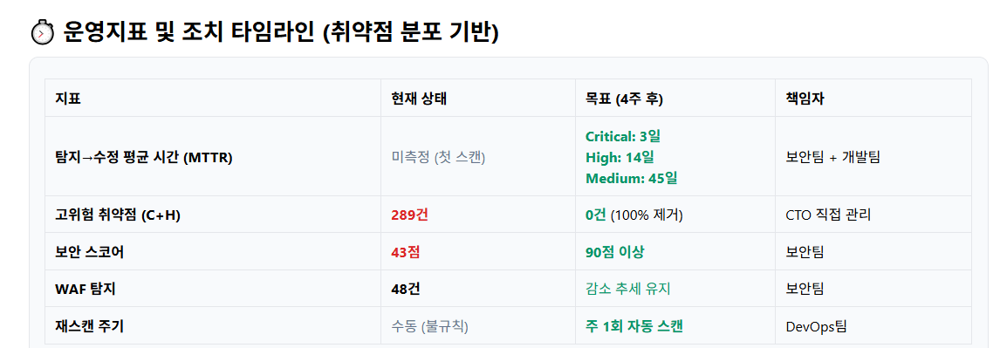 운영지표 및 조치 타임라인 (취약점 분포 기반)
지표 현재 상태 목표 (4주 후) 책임자
탐지→수정 평균 시간 (MTTR) 미측정 (첫 스캔) Critical: 3일
High: 14일
Medium: 45일 보안팀 + 개발팀
고위험 취약점 (C+H) 289건 0건 (100% 제거) CTO 직접 관리
보안 스코어 43점 90점 이상 보안팀
WAF 탐지 48건 감소 추세 유지 보안팀
재스캔 주기 수동 (불규칙) 주 1회 자동 스캔 DevOps팀